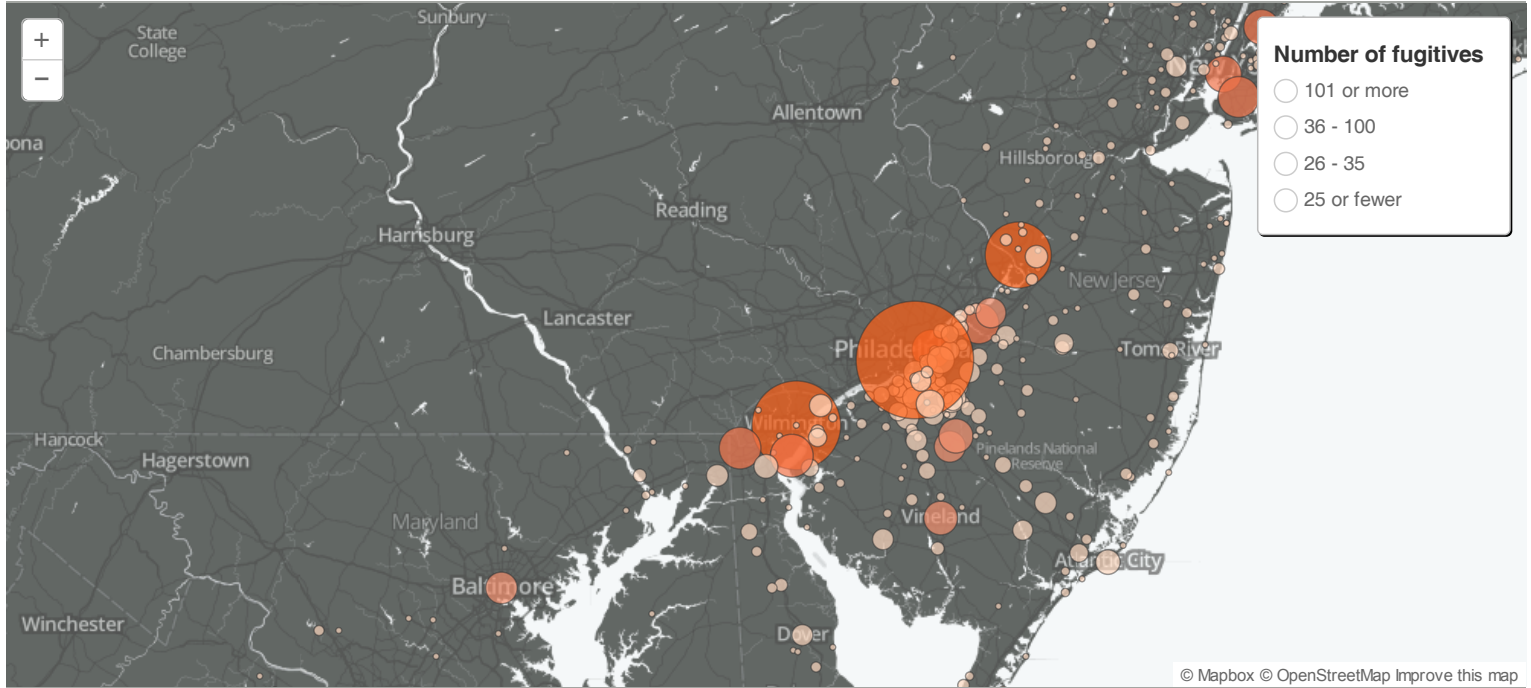 +
−
State
College
Sunbury
Number of fugitives
101 or more
36 - 100
26 - 35
25 or fewer
Allentown
Hillsborough
Reading
Harrisburg
New Jersey
Lancaster
Chambersburg
Toms River
Wilmington
Hancock
Hagerstown
Pinelands National
Reserve
Maryland
Vineland
Atlantic City
Baltimore
Winchester
Dover
© Mapbox © OpenStreetMap Improve this map